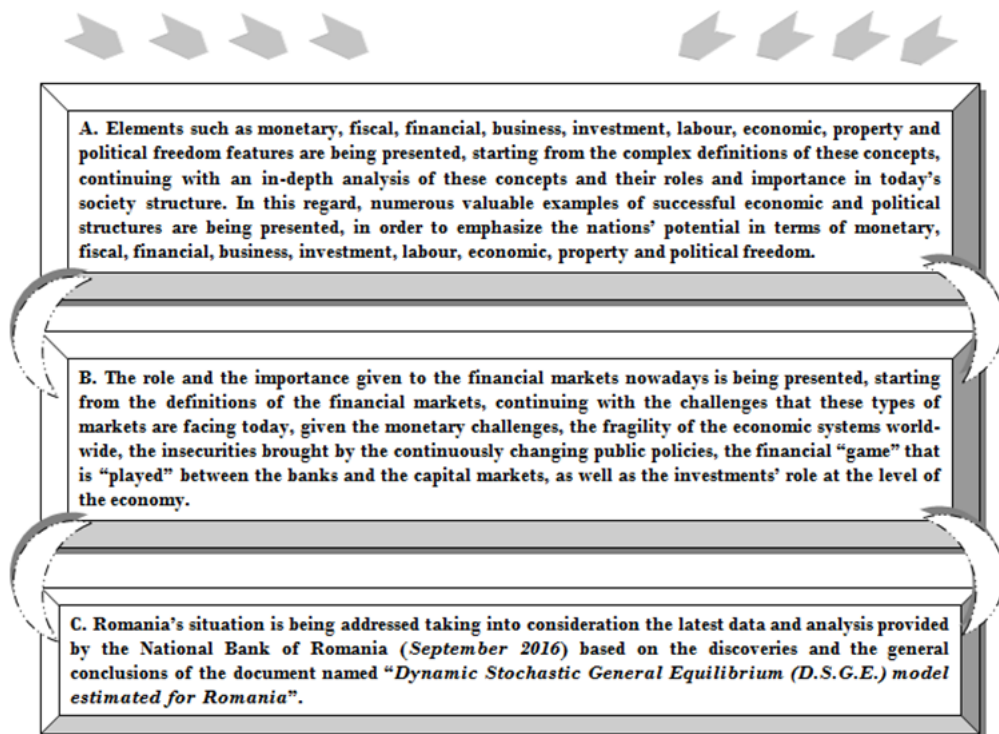 A. Elements such as monetary, fiscal, financial, business, investment, labour, economic, property and
political freedom features are being presented, starting from the complex definitions of these concepts,
continuing with an in-depth analysis of these concepts and their roles and importance in today's
society structure. In this regard, numerous valuable examples of successful economic and political
structures are being presented, in order to emphasize the nations' potential in terms of monetary,
fiscal, financial, business, investment, labour, economic, property and political freedom.
B. The role and the importance given to the financial markets nowadays is being presented, starting
from the definitions of the financial markets, continuing with the challenges that these types of
markets are facing today, given the monetary challenges, the fragility of the economic systems world-
wide, the insecurities brought by the continuously changing public policies, the financial “game” that
is “played” between the banks and the capital markets, as well as the investments' role at the level of
the economy.
C. Romania's situation is being addressed taking into consideration the latest data and analysis provided
by the National Bank of Romania (September 2016) based on the discoveries and the general
conclusions of the document named “Dynamic Stochastic General Equilibrium (D.S.G.E.) model
estimated for Romania”.